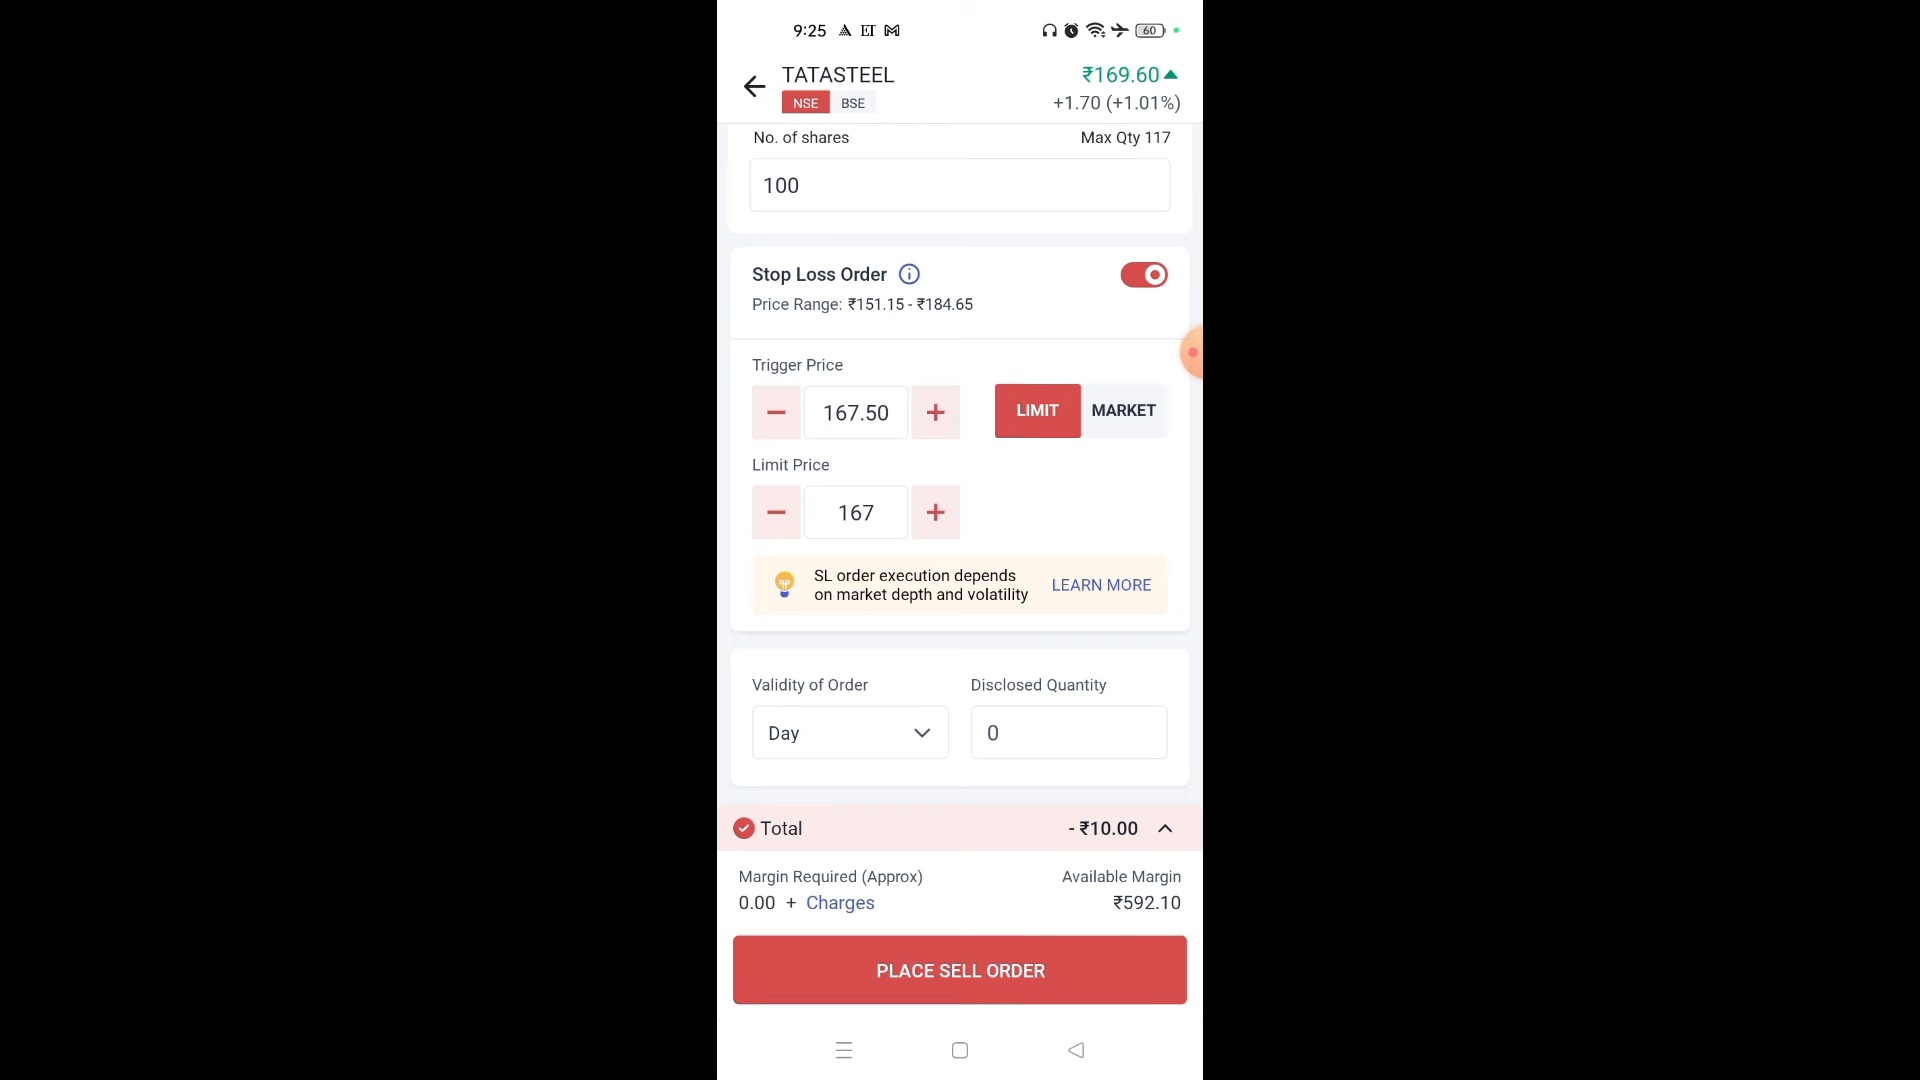 9:25 ET 60
TATASTEEL ₹169.60
NSE BSE +1.70 (+1.01%)
No. of shares Max Qty 117
100
Stop Loss Order
Price Range: ₹151.15 - ₹184.65
Trigger Price
167.50 LIMIT MARKET
Limit Price
167
SL order execution depends
on market depth and volatility LEARN MORE
Validity of Order Disclosed Quantity
Day 0
Total - ₹10.00
Margin Required (Approx) Available Margin
0.00 + Charges ₹592.10
PLACE SELL ORDER